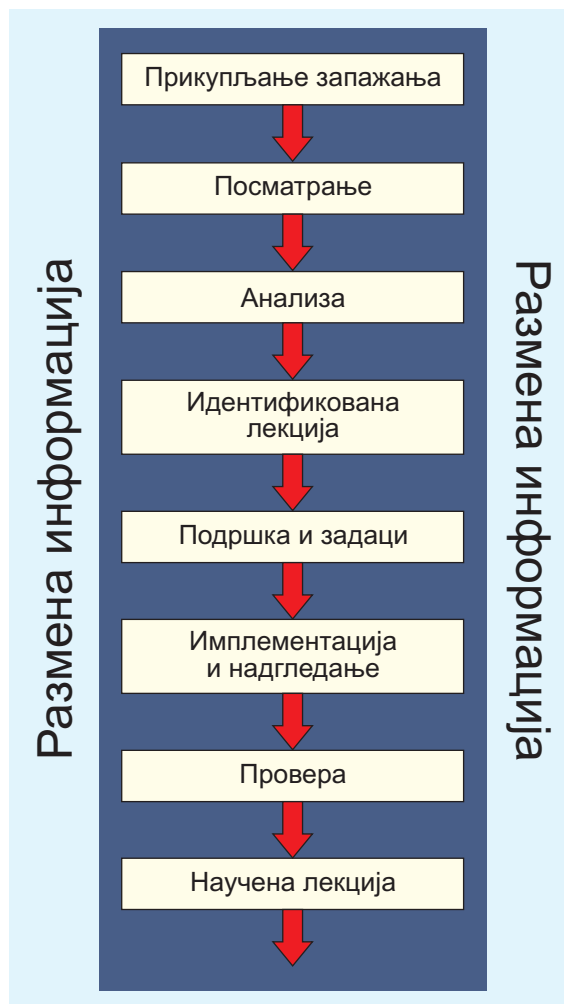 Прикупљање запажања
Посматрање
Анализа
Идентификована
лекција
Подршка и задаци
Имплементација
и надгледање
Провера
Научена лекција
Размена информација
Размена информација